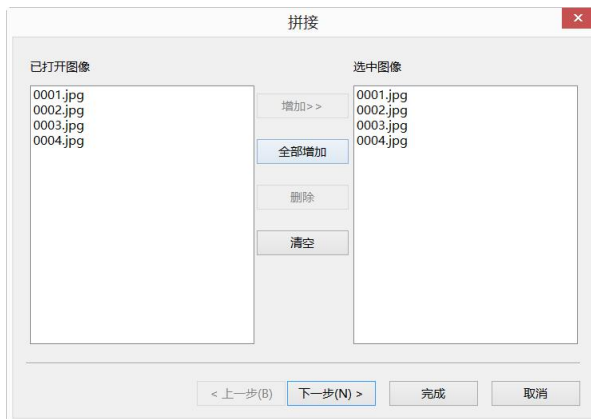 拼接
已打开图像
选中图像
0001.jpg
0002.jpg
0003.jpg
0004.jpg
增加>>
全部增加
删除
清空
0001.jpg
0002.jpg
0003.jpg
0004.jpg
< 上一步(B)
下一步(N) >
完成
取消